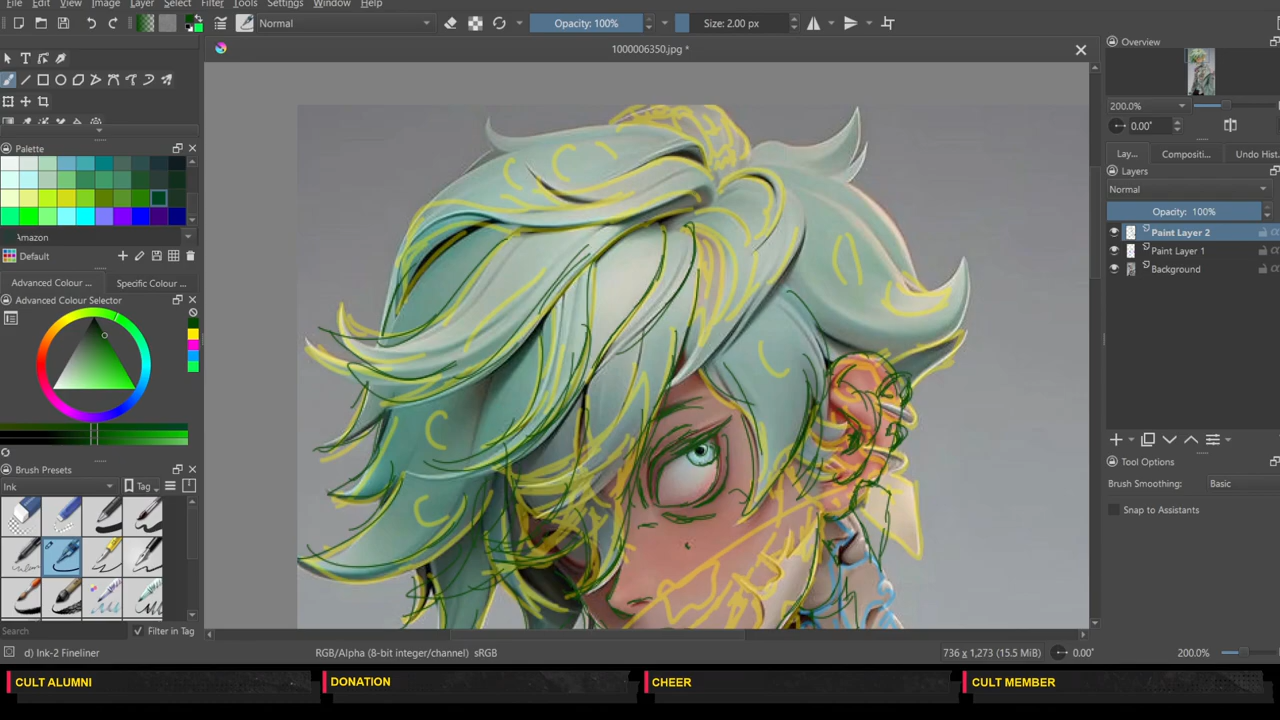 File Edit View Image Layer Select Filter Tools Settings Window Help
Normal
Opacity: 100%
Size: 2.00 px
1000006350.jpg *
Overview
200.0%
0.00°
Lay... Compositi... Undo Hist.
Layers
Normal
Opacity: 100%
Paint Layer 2
Paint Layer 1
Background
Tool Options
Brush Smoothing: Basic
Snap to Assistants
Palette
Amazon
Default
Advanced Colour ... Specific Colour ...
Advanced Colour Selector
Brush Presets
Ink
Tag
Search
Filter in Tag
d) Ink-2 Fineliner
RGB/Alpha (8-bit integer/channel) sRGB
736 x 1,273 (15.5 MiB)
0.00°
200.0%
CULT ALUMNI
DONATION
CHEER
CULT MEMBER